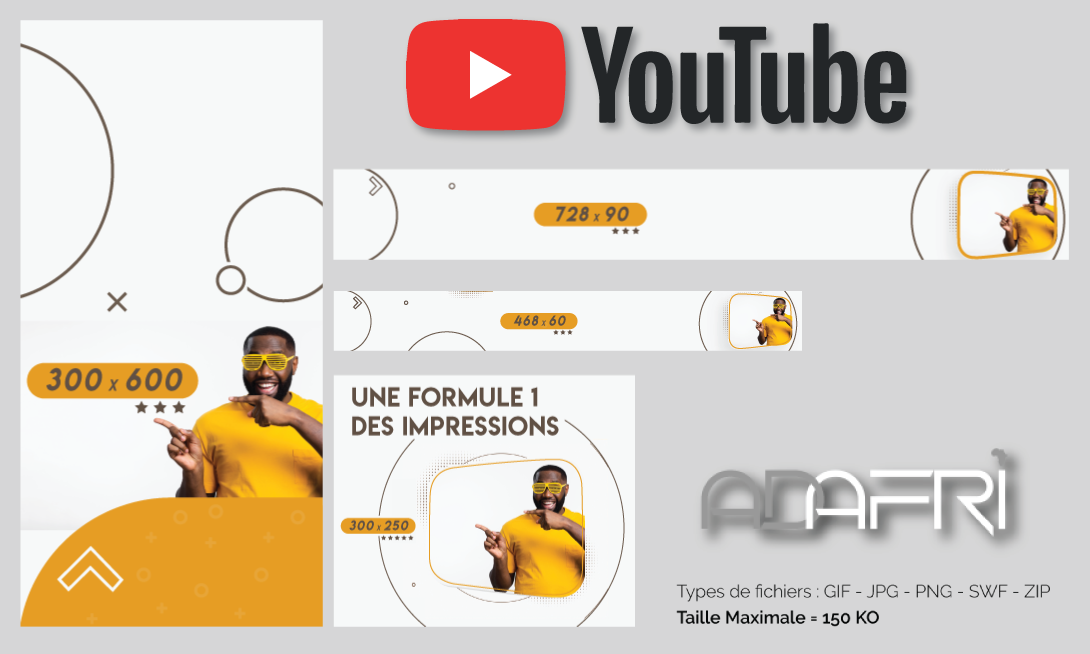 YouTube
728 x 90
468 x 60
300 x 600
UNE FORMULE 1
DES IMPRESSIONS
300 x 250
ADAFRI
Types de fichiers : GIF - JPG - PNG - SWF - ZIP
Taille Maximale = 150 KO